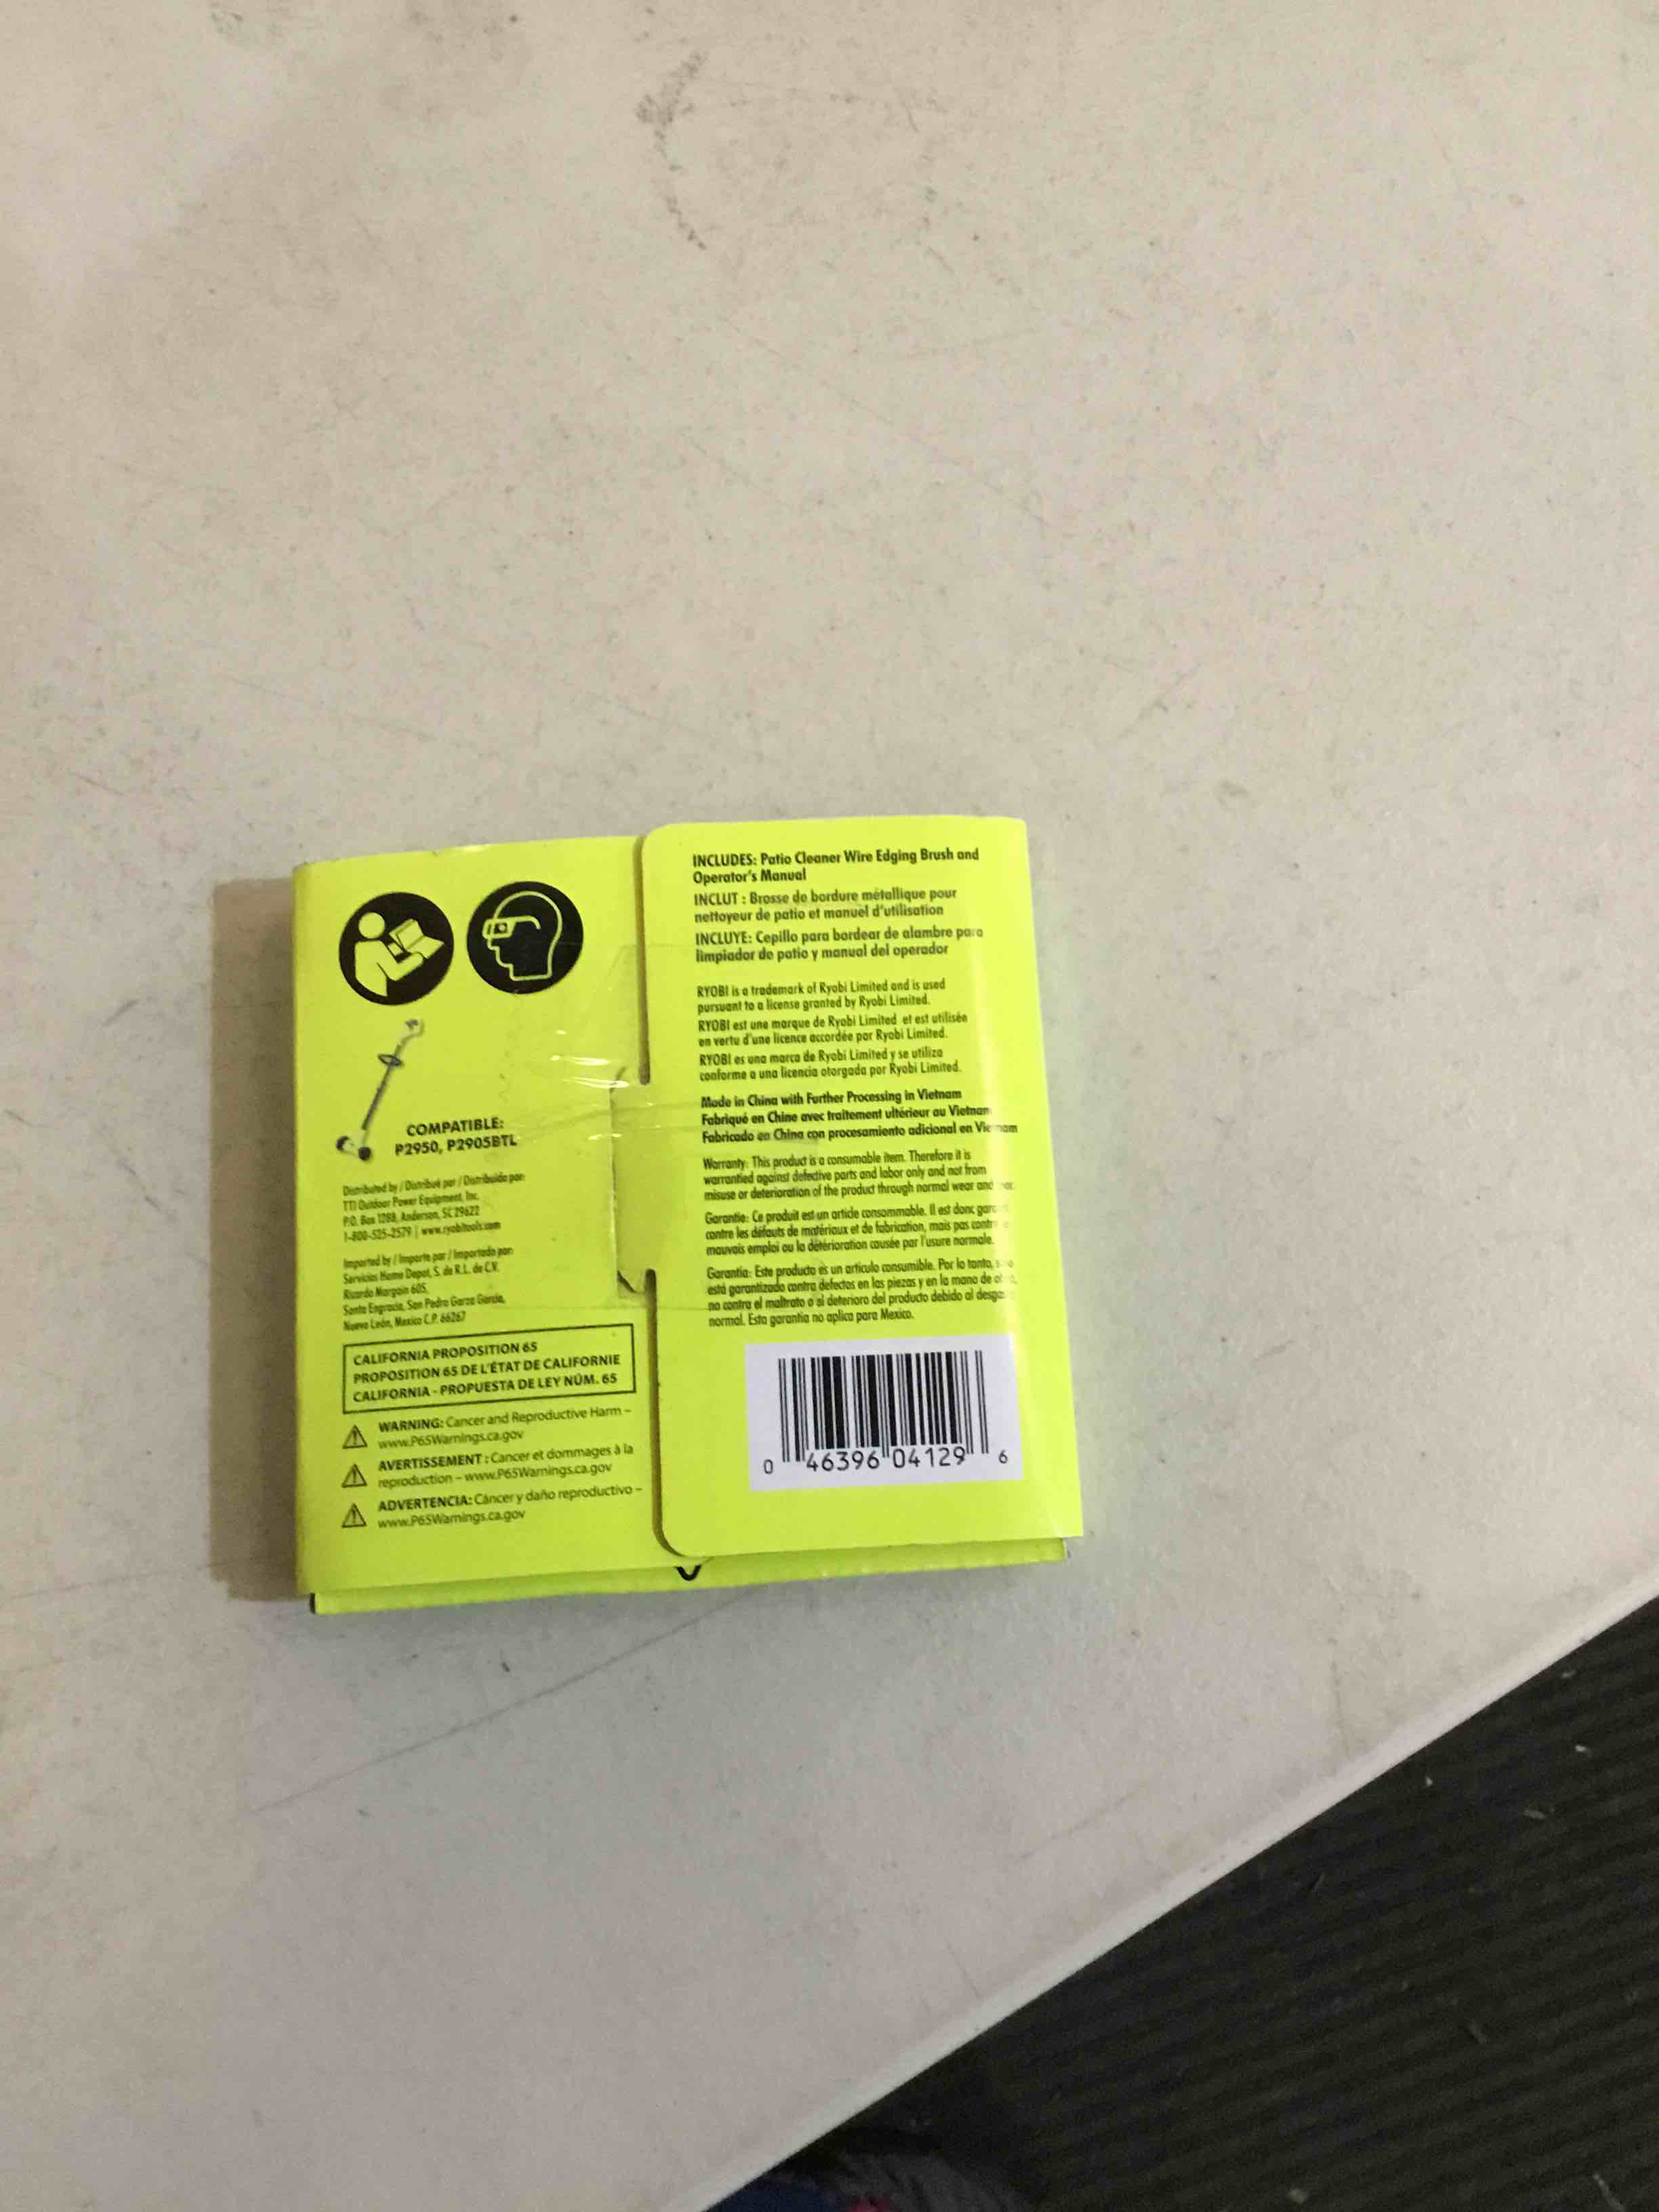 COMPATIBLE:
P2950, P2905BTL
Distributed by / Distribué par / Distribuido por:
TTI Outdoor Power Equipment, Inc.
P.O. Box 1288, Anderson, SC 29622
1-800-525-2579 | www.ryobitools.com
Imported by / Importe par / Importado por:
Servicios Home Depot, S. de R.L. de C.V.
Ricardo Margain 605,
Santa Engracia, San Pedro Garza Garcia,
Nuevo León, Mexico C.P. 66267
CALIFORNIA PROPOSITION 65
PROPOSITION 65 DE L'ÉTAT DE CALIFORNIE
CALIFORNIA - PROPUESTA DE LEY NÚM. 65
WARNING: Cancer and Reproductive Harm –
www.P65Warnings.ca.gov
AVERTISSEMENT : Cancer et dommages à la
reproduction – www.P65Warnings.ca.gov
ADVERTENCIA: Cáncer y daño reproductivo –
www.P65Warnings.ca.gov
INCLUDES: Patio Cleaner Wire Edging Brush and
Operator's Manual
INCLUT : Brosse de bordure métallique pour
nettoyeur de patio et manuel d'utilisation
INCLUYE: Cepillo para bordear de alambre para
limpiador de patio y manual del operador
RYOBI is a trademark of Ryobi Limited and is used
pursuant to a license granted by Ryobi Limited.
RYOBI est une marque de Ryobi Limited et est utilisée
en vertu d'une licence accordée par Ryobi Limited.
RYOBI es una marca de Ryobi Limited y se utiliza
conforme a una licencia otorgada por Ryobi Limited.
Made in China with Further Processing in Vietnam
Fabriqué en Chine avec traitement ultérieur au Vietnam
Fabricado en China con procesamiento adicional en Vietnam
Warranty: This product is a consumable item. Therefore it is
warrantied against defective parts and labor only and not from
misuse or deterioration of the product through normal wear and
Garantie: Ce produit est un article consommable. Il est donc
contre les défauts de matériaux et de fabrication, mais pas
mauvais emploi ou la détérioration causée par l'usure normale.
Garantía: Este producto es un artículo consumible. Por lo tanto,
está garantizado contra defectos en las piezas y en la mano de
no contra el maltrato o si deterioro del producto debido al
normal. Esta garantía no aplica para Mexico.
0 46396 04129 6